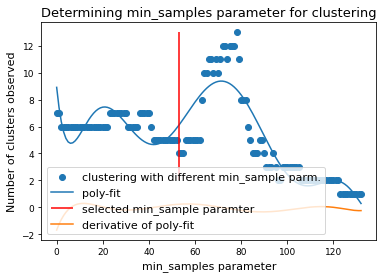 Determining min_samples parameter for clustering
Number of clusters observed
12
10
8
6
4
2
0
−2
clustering with different min_sample parm.
poly-fit
selected min_sample paramter
derivative of poly-fit
0
20
40
60
80
100
120
min_samples parameter